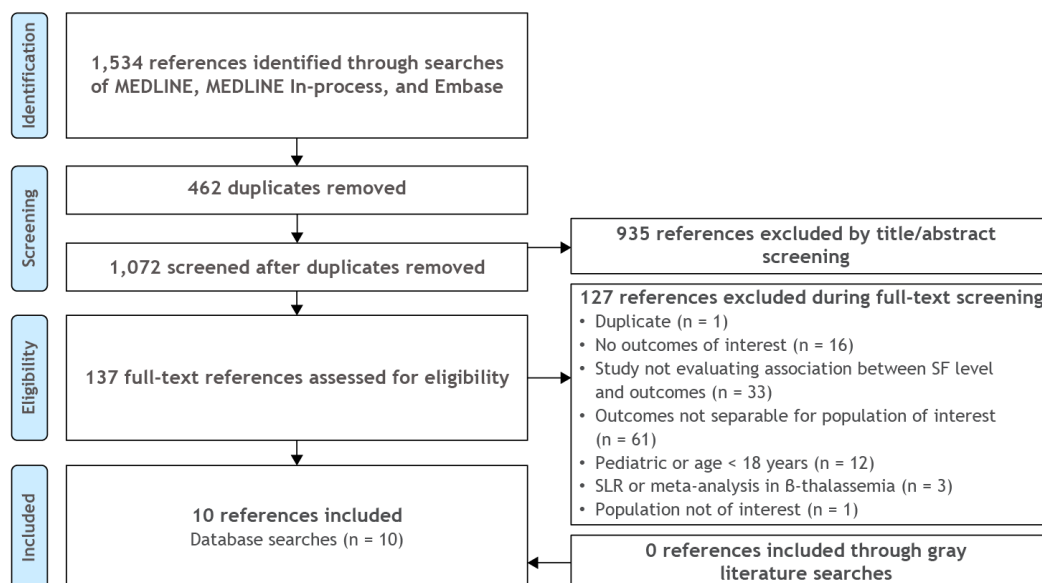 Identification
1,534 references identified through searches
of MEDLINE, MEDLINE In-process, and Embase
Screening
462 duplicates removed
1,072 screened after duplicates removed
935 references excluded by title/abstract
screening
Eligibility
137 full-text references assessed for eligibility
127 references excluded during full-text screening
• Duplicate (n = 1)
• No outcomes of interest (n = 16)
• Study not evaluating association between SF level
and outcomes (n = 33)
• Outcomes not separable for population of interest
(n = 61)
• Pediatric or age < 18 years (n = 12)
• SLR or meta-analysis in β-thalassemia (n = 3)
• Population not of interest (n = 1)
Included
10 references included
Database searches (n = 10)
0 references included through gray
literature searches